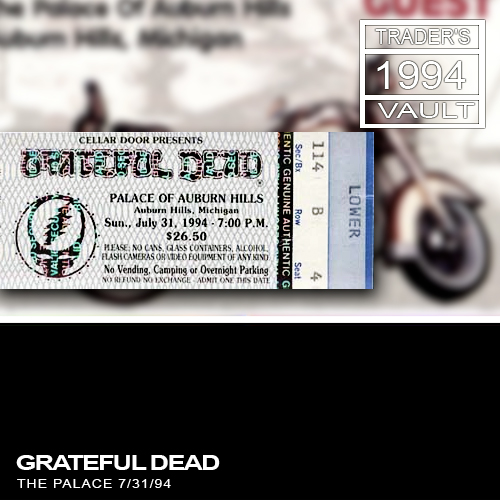 he Palace Of Auburn Hills
uburn Hills, Michigan
GUEST
TRADER'S
1994
VAULT
CELLAR DOOR PRESENTS
GRATEFUL DEAD
PALACE OF AUBURN HILLS
Auburn Hills, Michigan
Sun., July 31, 1994 - 7:00 P.M.
$26.50
PLEASE: NO CANS, GLASS CONTAINERS, ALCOHOL,
FLASH CAMERAS OR VIDEO EQUIPMENT OF ANY KIND
No Vending, Camping or Overnight Parking
NO REFUND NO EXCHANGE - ADMIT ONE THIS DATE
ENTIC GENUINE AUTHENTIC G
Sec/Bx Row Seat
114 B 4
LOWER
GRATEFUL DEAD
THE PALACE 7/31/94